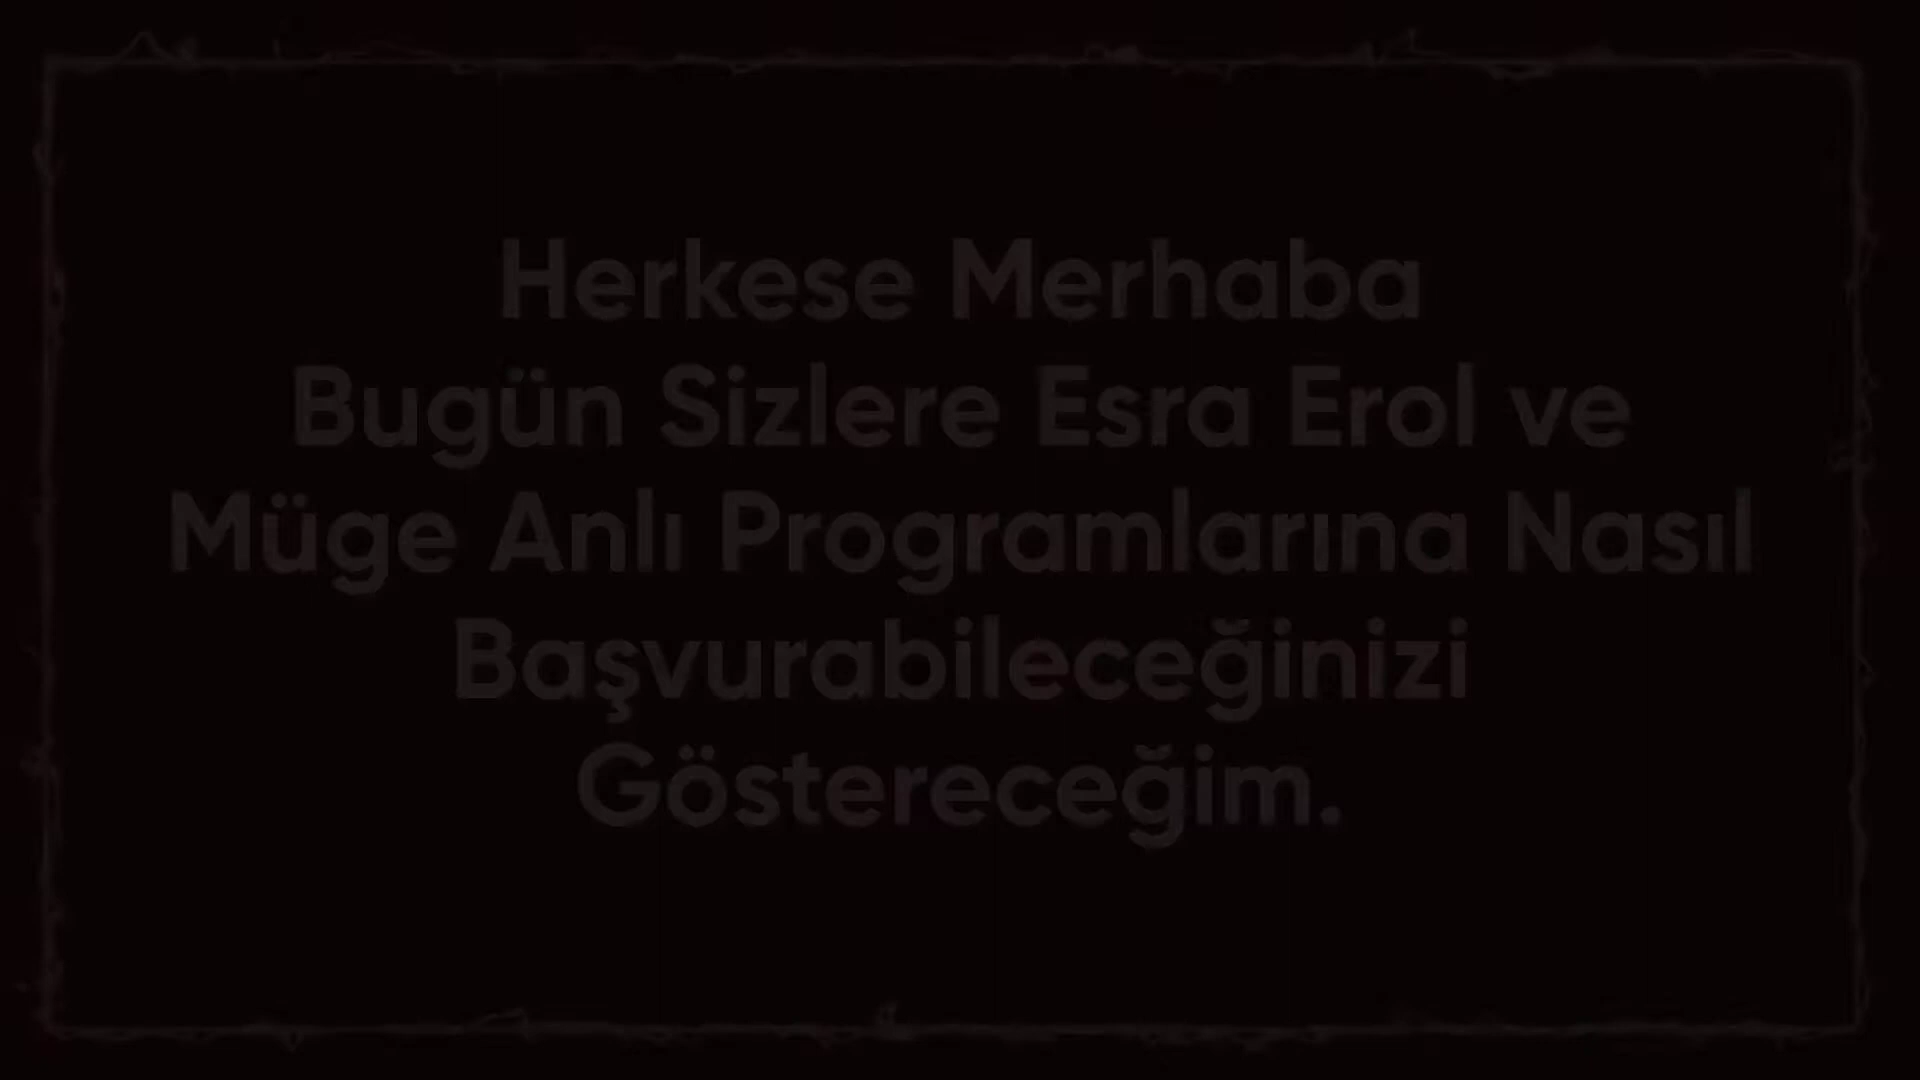 Herkese Merhaba
Bugün Sizlere Esra Erol ve
Müge Anlı Programlarına Nasıl
Başvurabileceğinizi
Göstereceğim.